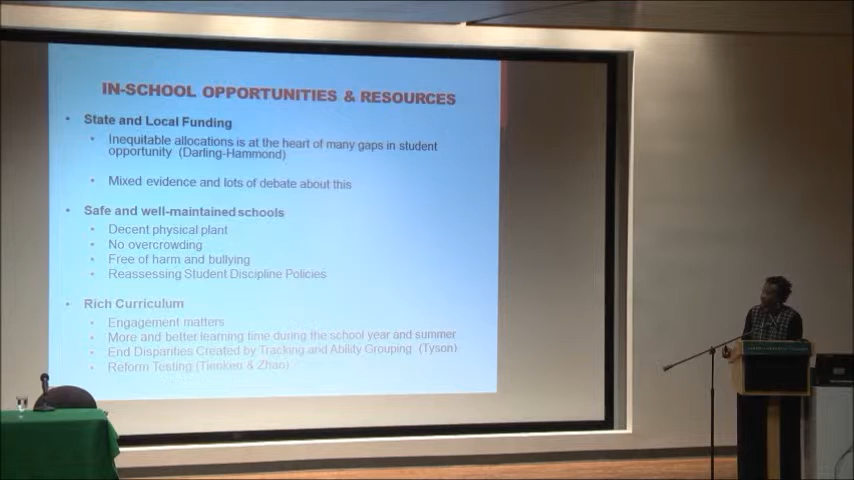 IN-SCHOOL OPPORTUNITIES & RESOURCES
• State and Local Funding
• Inequitable allocations is at the heart of many gaps in student
opportunity (Darling-Hammond)
• Mixed evidence and lots of debate about this
• Safe and well-maintained schools
• Decent physical plant
• No overcrowding
• Free of harm and bullying
• Reassessing Student Discipline Policies
• Rich Curriculum
• Engagement matters
• More and better learning time during the school year and summer
• End Disparities Created by Tracking and Ability Grouping (Tyson)
• Reform Testing (Tienken & Zhao)